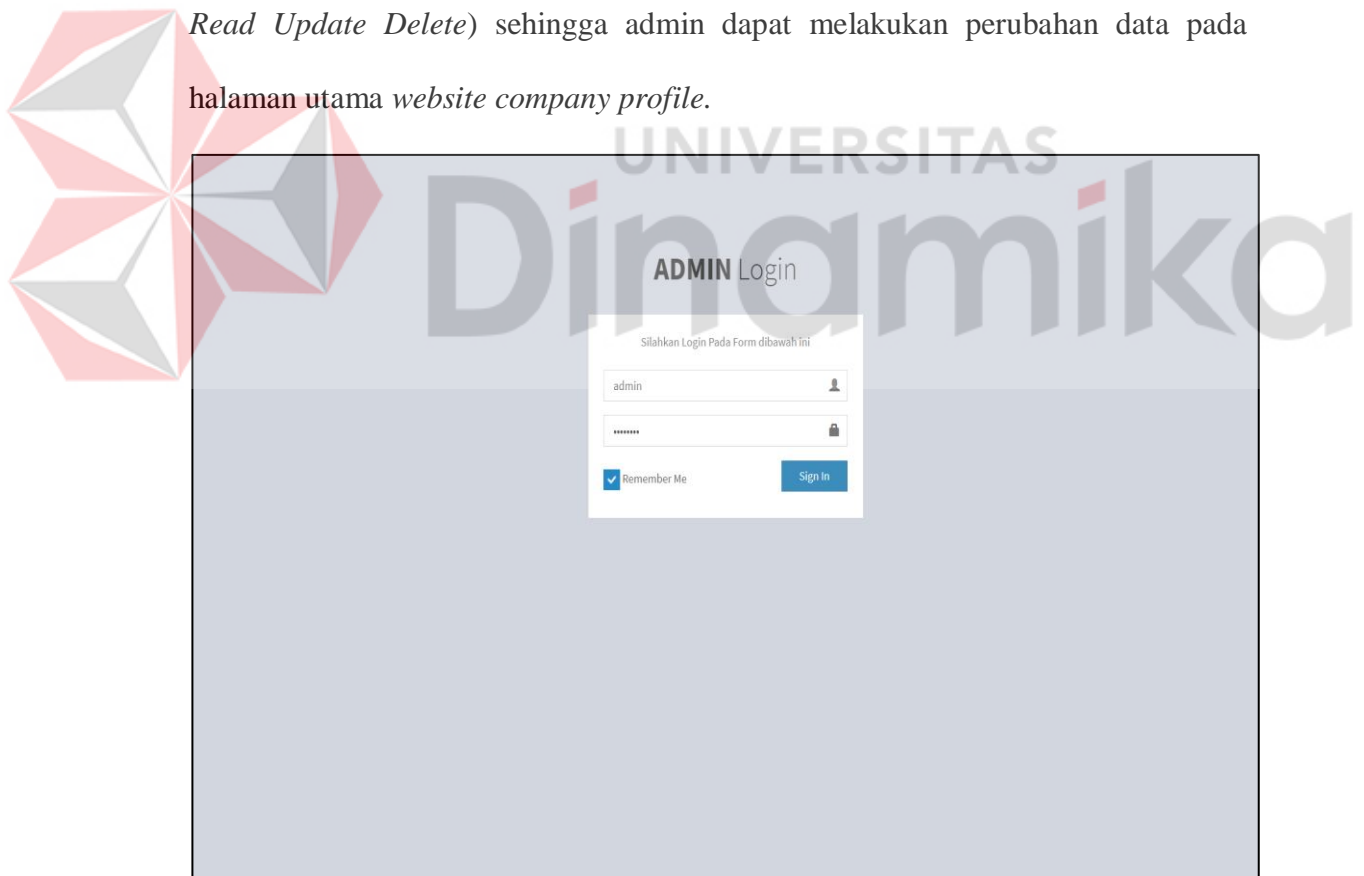 Read Update Delete) sehingga admin dapat melakukan perubahan data pada
halaman utama website company profile.
UNIVERSITAS
Dinamika
ADMIN Login
Silahkan Login Pada Form dibawah ini
admin
••••••••
Remember Me
Sign In